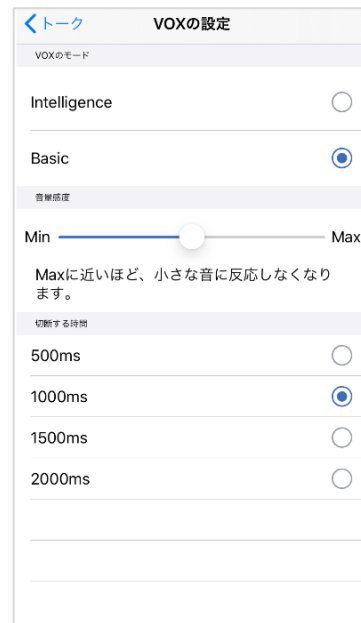 トーク VOXの設定
VOXのモード
Intelligence
Basic
音量感度
Min Max
Maxに近いほど、小さな音に反応しなくなり
ます。
切断する時間
500ms
1000ms
1500ms
2000ms